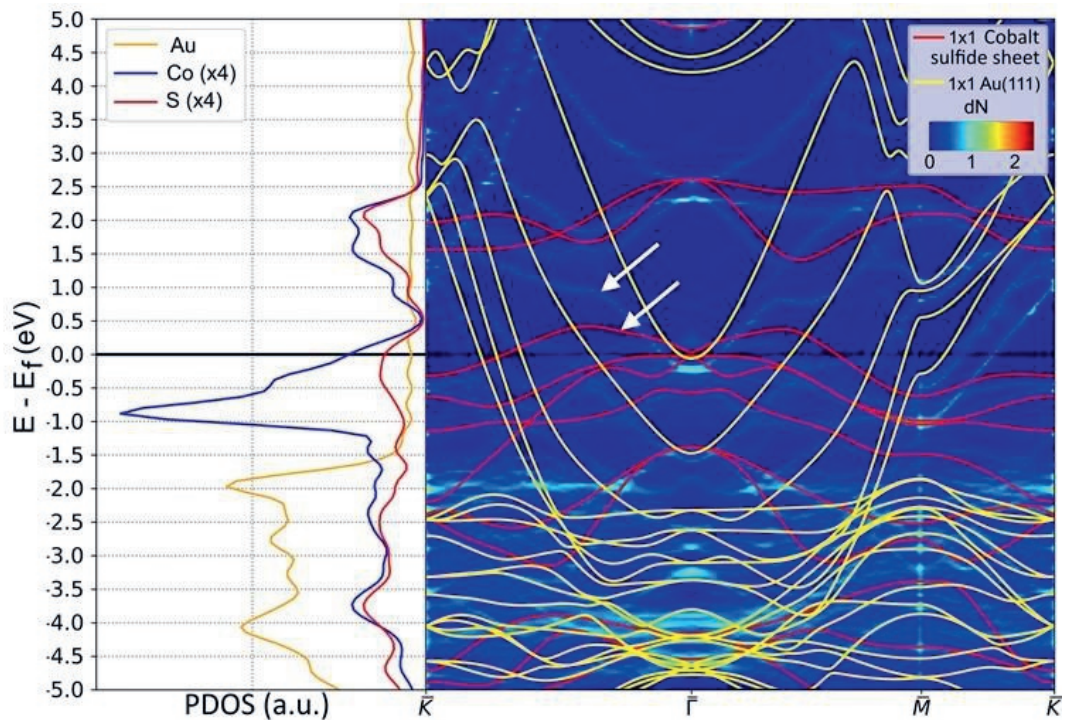 5.0
4.5
4.0
3.5
3.0
2.5
2.0
1.5
1.0
0.5
0.0
-0.5
-1.0
-1.5
-2.0
-2.5
-3.0
-3.5
-4.0
-4.5
-5.0
E - E_f (eV)
Au
Co (x4)
S (x4)
PDOS (a.u.)
1x1 Cobalt
sulfide sheet
1x1 Au(111)
dN
0 1 2
K̅ Γ̅ M̅ K̅